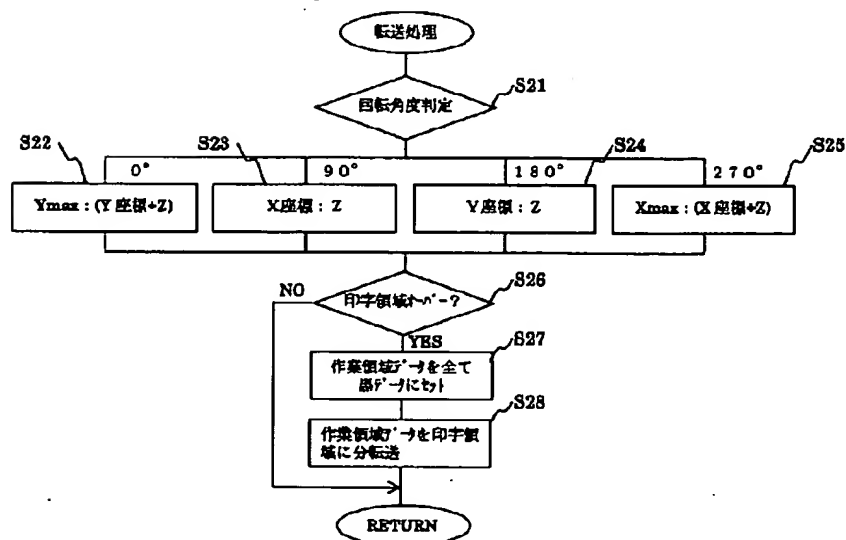 転送処理
S21
回転角度判定
S22
S23
S24
S25
0°
90°
180°
270°
Ymax : (Y座標+Z)
X座標 : Z
Y座標 : Z
Xmax : (X座標+Z)
S26
NO
印字領域オーバー?
YES
S27
作業領域データを全て
黒データにセット
S28
作業領域データを印字領
域に分転送
RETURN